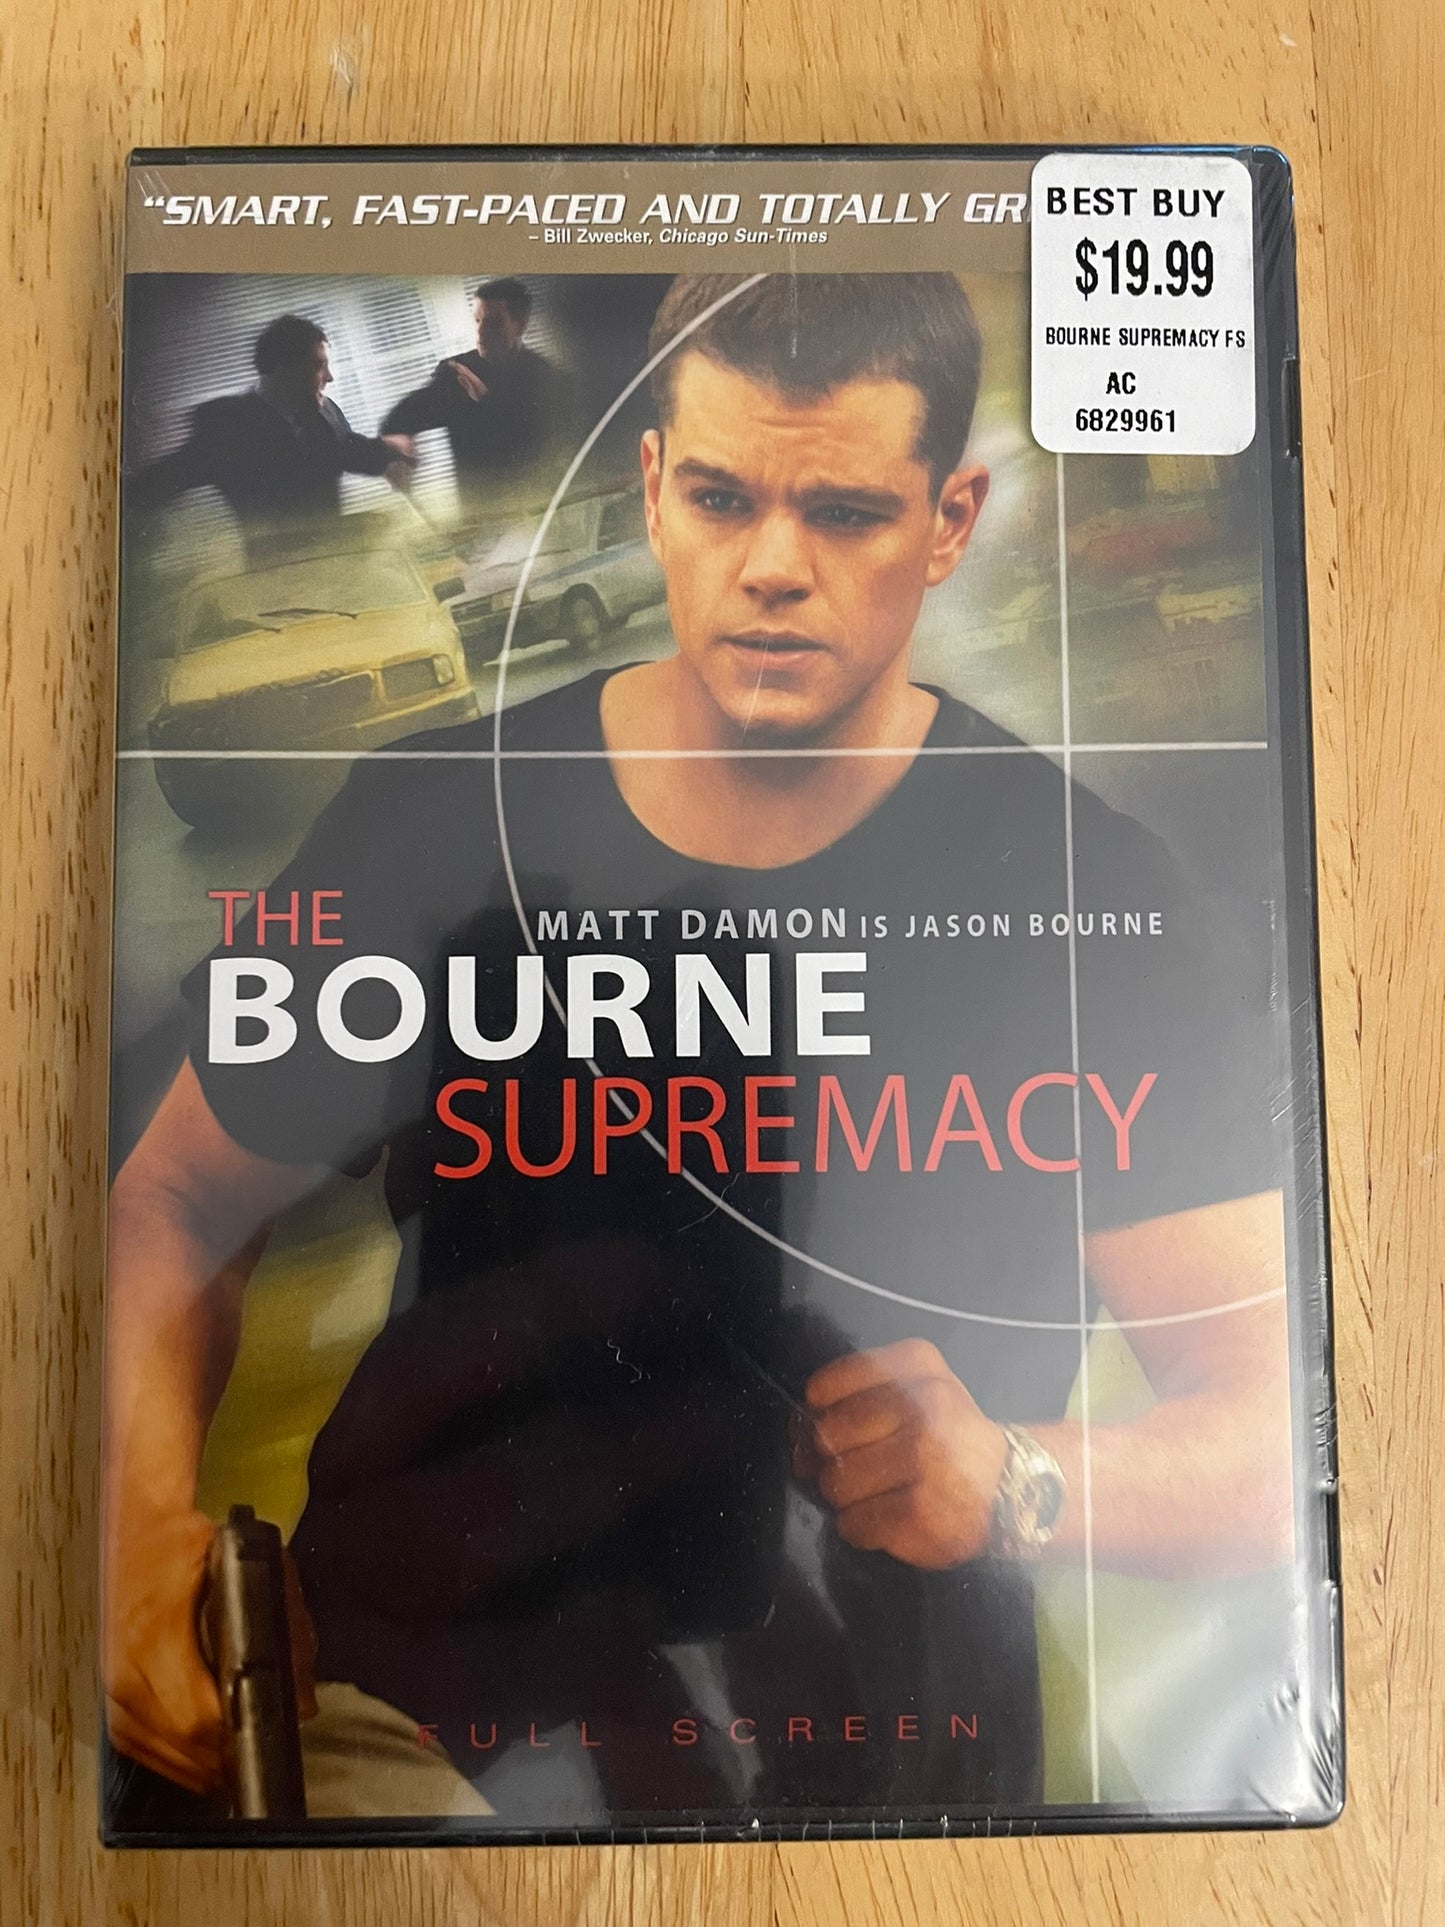 “SMART, FAST-PACED AND TOTALLY
– Bill Zwecker, Chicago Sun-Times
BEST BUY
$19.99
BOURNE SUPREMACY FS
AC
6829961
MATT DAMON IS JASON BOURNE
THE
BOURNE
SUPREMACY
FULL SCREEN